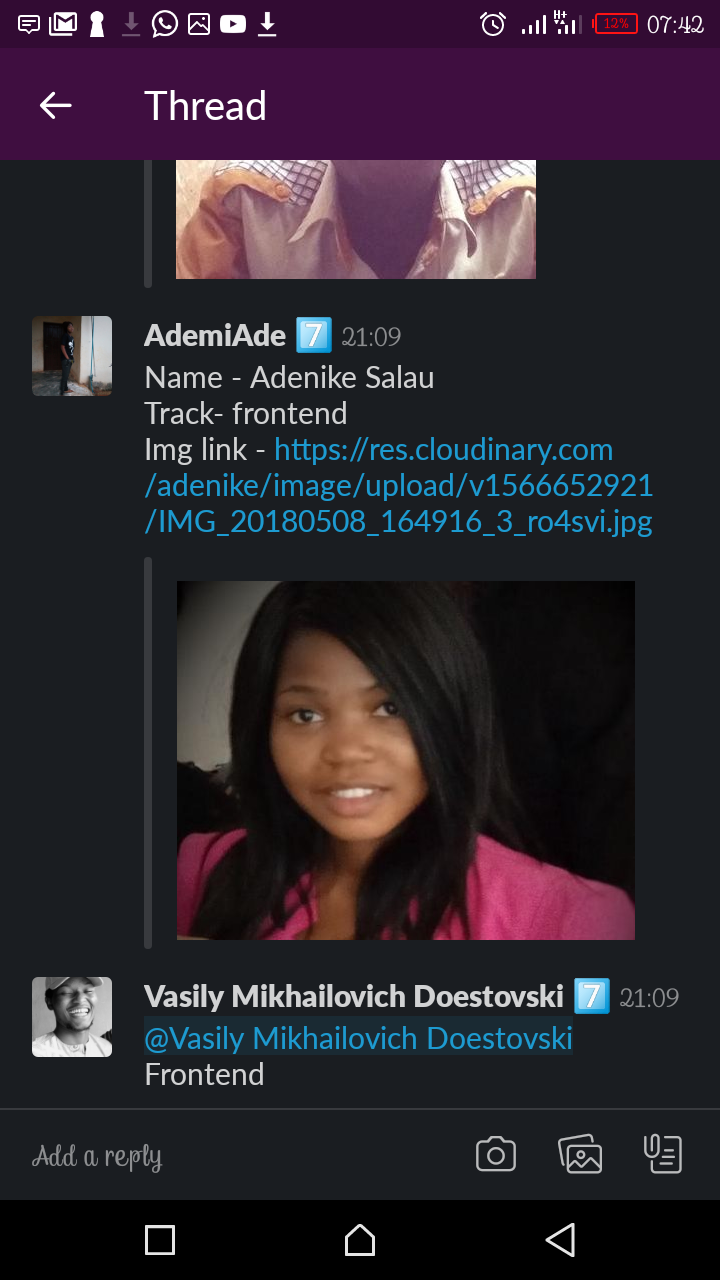 12% 07:42
Thread
AdemiAde 7 21:09
Name - Adenike Salau
Track- frontend
Img link - https://res.cloudinary.com
/adenike/image/upload/v1566652921
/IMG_20180508_164916_3_ro4svi.jpg
Vasily Mikhailovich Doestovski 7 21:09
@Vasily Mikhailovich Doestovski
Frontend
Add a reply